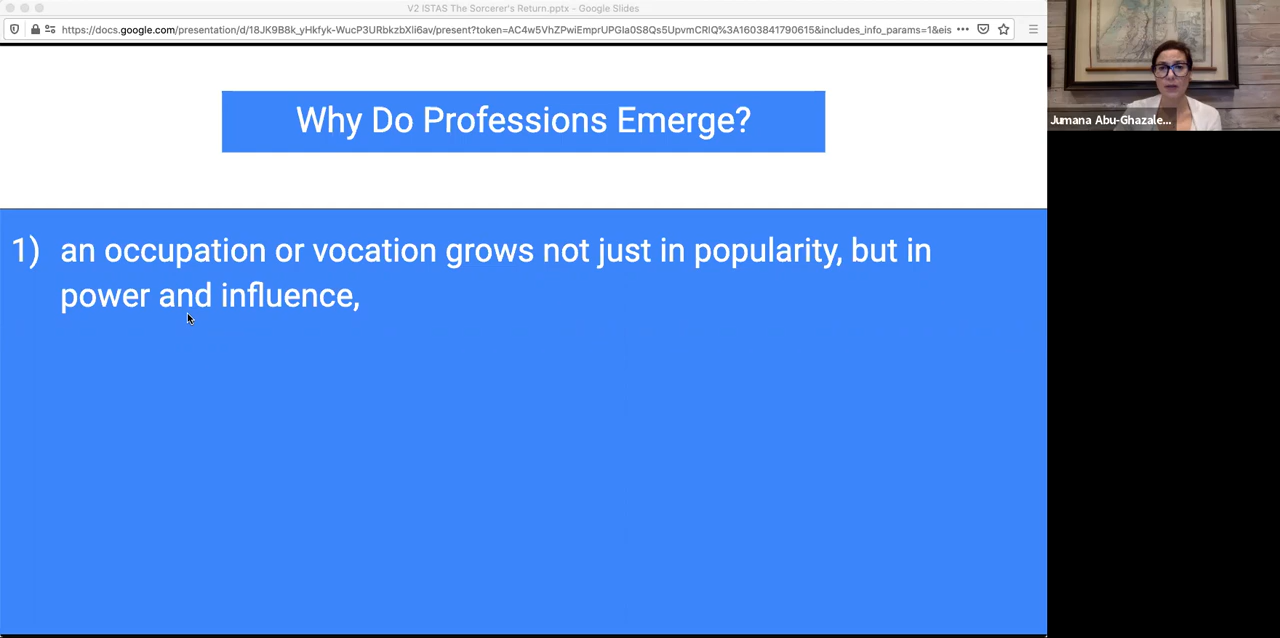 V2 ISTAS The Sorcerer's Return.pptx - Google Slides
https://docs.google.com/presentation/d/18JK9B8k_yHkfyk-WucP3URbkzbXli6av/present?token=AC4w5VhZPwiEmprUPGIa0S8Qs5UpvmCRIQ%3A1603841790615&includes_info_params=1&eis
Jumana Abu-Ghazale...
Why Do Professions Emerge?
1) an occupation or vocation grows not just in popularity, but in
power and influence,